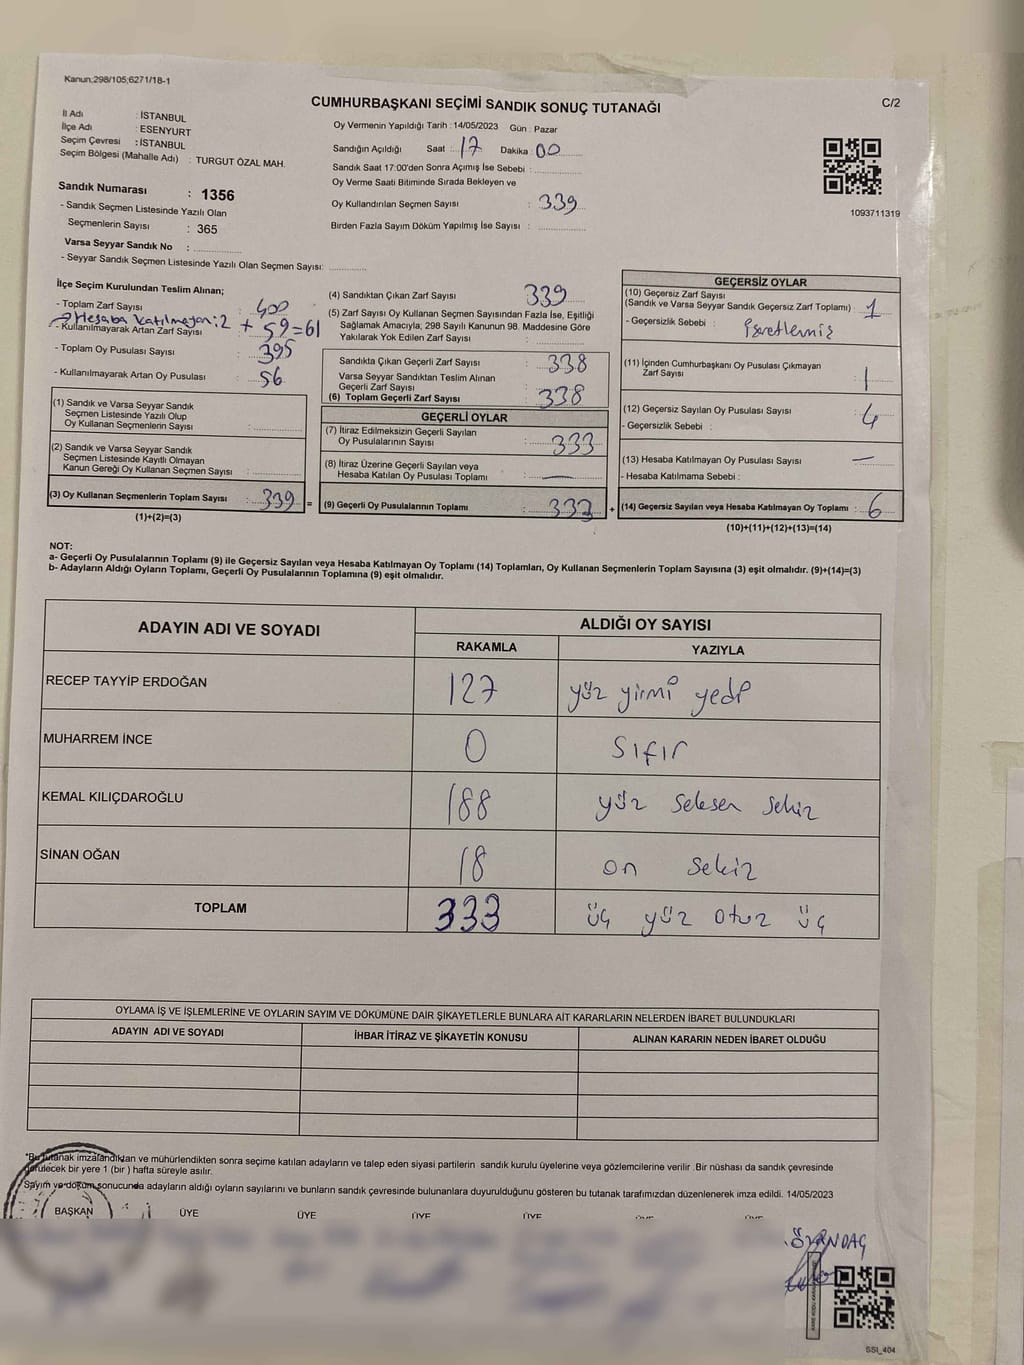 Kanun;298/105;6271/18-1
C/2
CUMHURBAŞKANI SEÇİMİ SANDIK SONUÇ TUTANAĞI
İl Adı : İSTANBUL
İlçe Adı : ESENYURT
Seçim Çevresi : İSTANBUL
Seçim Bölgesi (Mahalle Adı) : TURGUT ÖZAL MAH.
Oy Vermenin Yapıldığı Tarih : 14/05/2023 Gün : Pazar
Sandığın Açıldığı Saat : 17 Dakika : 00
Sandık Saat 17:00'den Sonra Açımış İse Sebebi :
Oy Verme Saati Bitiminde Sırada Bekleyen ve
Oy Kullandırılan Seçmen Sayısı : 339
Birden Fazla Sayım Döküm Yapılmış İse Sayısı :
1093711319
Sandık Numarası : 1356
- Sandık Seçmen Listesinde Yazılı Olan
Seçmenlerin Sayısı : 365
Varsa Seyyar Sandık No :
- Seyyar Sandık Seçmen Listesinde Yazılı Olan Seçmen Sayısı:
İlçe Seçim Kurulundan Teslim Alınan;
- Toplam Zarf Sayısı : 400
Hesaba katılmayan: 2 + 59=61
- Kullanılmayarak Artan Zarf Sayısı
- Toplam Oy Pusulası Sayısı : 395
- Kullanılmayarak Artan Oy Pusulası : 56
(1) Sandık ve Varsa Seyyar Sandık
Seçmen Listesinde Yazılı Olup
Oy Kullanan Seçmenlerin Sayısı :
(2) Sandık ve Varsa Seyyar Sandık
Seçmen Listesinde Kayıtlı Olmayan
Kanun Gereği Oy Kullanan Seçmen Sayısı :
(3) Oy Kullanan Seçmenlerin Toplam Sayısı : 339 =
(1)+(2)=(3)
(4) Sandıktan Çıkan Zarf Sayısı : 339
(5) Zarf Sayısı Oy Kullanan Seçmen Sayısından Fazla İse, Eşitliği
Sağlamak Amacıyla; 298 Sayılı Kanunun 98. Maddesine Göre
Yakılarak Yok Edilen Zarf Sayısı :
Sandıkta Çıkan Geçerli Zarf Sayısı : 338
Varsa Seyyar Sandıktan Teslim Alınan
Geçerli Zarf Sayısı :
(6) Toplam Geçerli Zarf Sayısı : 338
GEÇERLİ OYLAR
(7) İtiraz Edilmeksizin Geçerli Sayılan
Oy Pusulalarının Sayısı : 333
(8) İtiraz Üzerine Geçerli Sayılan veya
Hesaba Katılan Oy Pusulası Toplamı : —
(9) Geçerli Oy Pusulalarının Toplamı : 333 +
GEÇERSİZ OYLAR
(10) Geçersiz Zarf Sayısı
(Sandık ve Varsa Seyyar Sandık Geçersiz Zarf Toplamı) : 1
- Geçersizlik Sebebi : işaretlemiş
(11) İçinden Cumhurbaşkanı Oy Pusulası Çıkmayan
Zarf Sayısı : 1
(12) Geçersiz Sayılan Oy Pusulası Sayısı : 4
- Geçersizlik Sebebi :
(13) Hesaba Katılmayan Oy Pusulası Sayısı : —
- Hesaba Katılmama Sebebi :
(14) Geçersiz Sayılan veya Hesaba Katılmayan Oy Toplamı : 6
(10)+(11)+(12)+(13)=(14)
NOT:
a- Geçerli Oy Pusulalarının Toplamı (9) ile Geçersiz Sayılan veya Hesaba Katılmayan Oy Toplamı (14) Toplamları, Oy Kullanan Seçmenlerin Toplam Sayısına (3) eşit olmalıdır. (9)+(14)=(3)
b- Adayların Aldığı Oyların Toplamı, Geçerli Oy Pusulalarının Toplamına (9) eşit olmalıdır.
ADAYIN ADI VE SOYADI
ALDIĞI OY SAYISI
RAKAMLA YAZIYLA
RECEP TAYYİP ERDOĞAN 127 yüz yirmi yedi
MUHARREM İNCE 0 Sıfır
KEMAL KILIÇDAROĞLU 188 yüz seksen sekiz
SİNAN OĞAN 18 on sekiz
TOPLAM 333 üç yüz otuz üç
OYLAMA İŞ VE İŞLEMLERİNE VE OYLARIN SAYIM VE DÖKÜMÜNE DAİR ŞİKAYETLERLE BUNLARA AİT KARARLARIN NELERDEN İBARET BULUNDUKLARI
ADAYIN ADI VE SOYADI İHBAR İTİRAZ VE ŞİKAYETİN KONUSU ALINAN KARARIN NEDEN İBARET OLDUĞU
*Bu tutanak imzalandıktan ve mühürlendikten sonra seçime katılan adayların ve talep eden siyasi partilerin sandık kurulu üyelerine veya gözlemcilerine verilir .Bir nüshası da sandık çevresinde
görülecek bir yere 1 (bir ) hafta süreyle asılır.
Sayım ve döküm sonucunda adayların aldığı oyların sayılarını ve bunların sandık çevresinde bulunanlara duyurulduğunu gösteren bu tutanak tarafımızdan düzenlenerek imza edildi. 14/05/2023
BAŞKAN ÜYE ÜYE ÜYE ÜYE ÜYE ÜYE
SSI_404